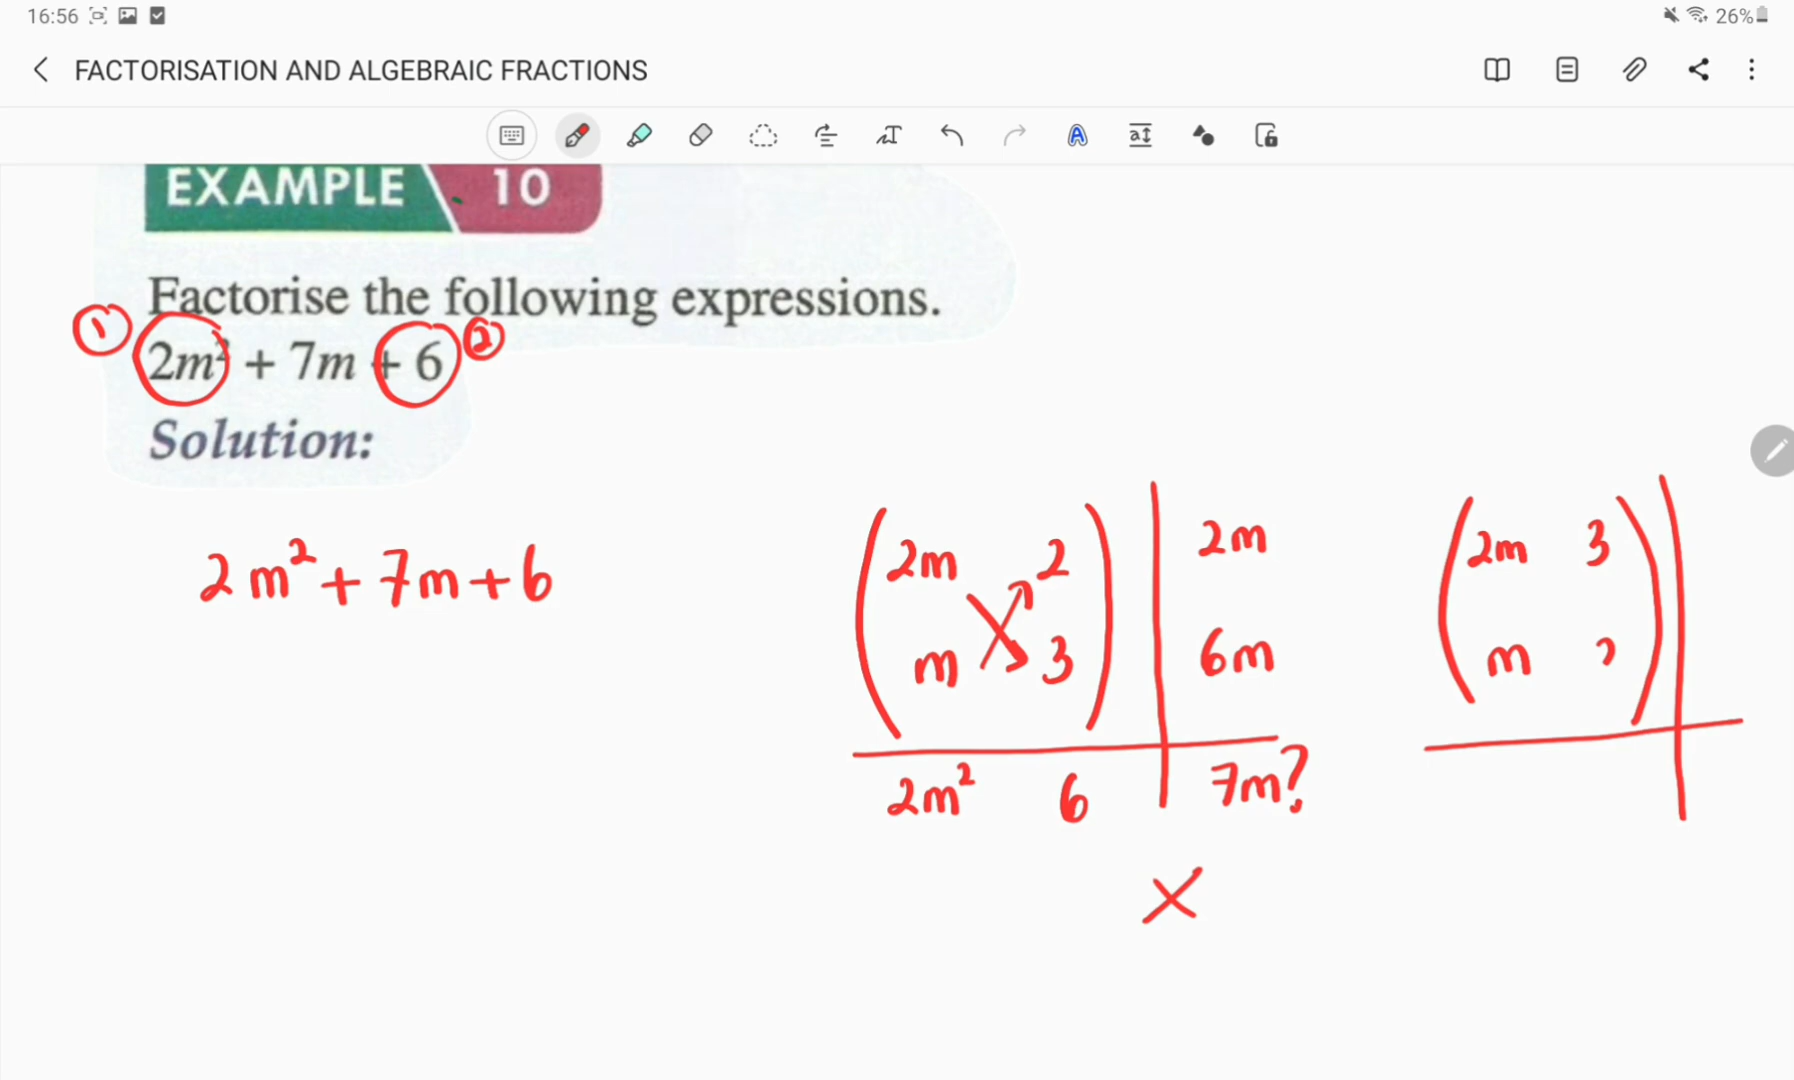 16:56 26%
FACTORISATION AND ALGEBRAIC FRACTIONS
EXAMPLE 10
Factorise the following expressions.
① 2m² + 7m + 6 ②
Solution:
2m² + 7m + 6
2m 2 2m
m 3 6m
2m² 6 7m?
×
2m 3
m